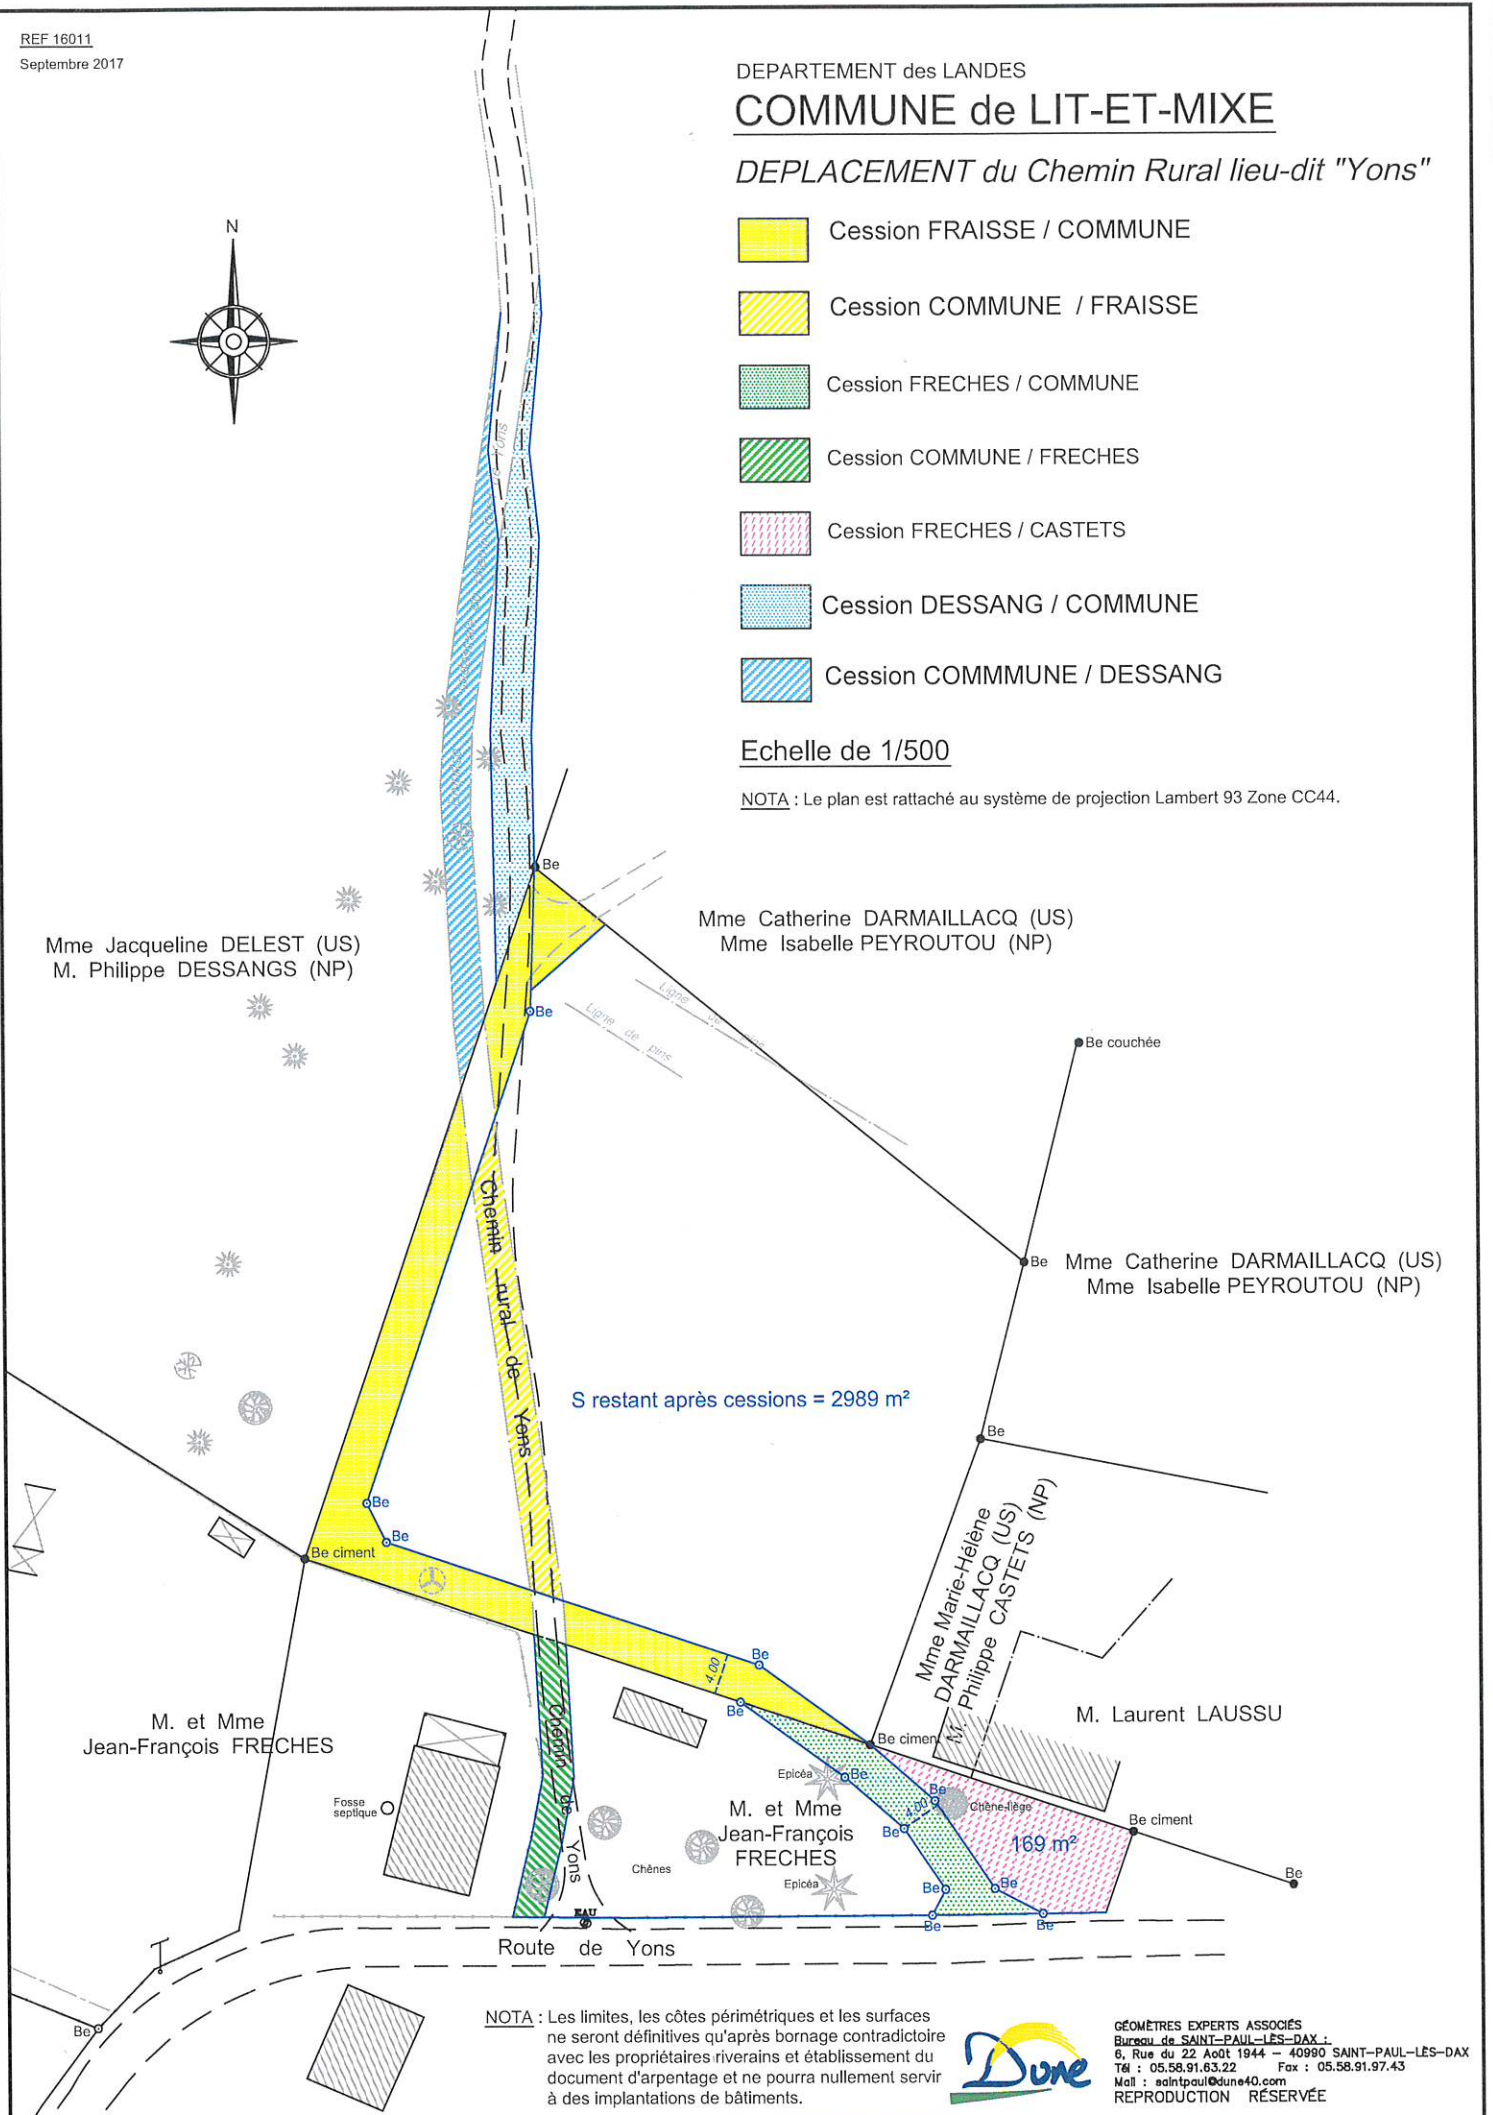 REF 16011
Septembre 2017
DEPARTEMENT des LANDES
COMMUNE de LIT-ET-MIXE
DEPLACEMENT du Chemin Rural lieu-dit "Yons"
N
Cession FRAISSE / COMMUNE
Cession COMMUNE / FRAISSE
Cession FRECHES / COMMUNE
Cession COMMUNE / FRECHES
Cession FRECHES / CASTETS
Cession DESSANG / COMMUNE
Cession COMMMUNE / DESSANG
Echelle de 1/500
NOTA : Le plan est rattaché au système de projection Lambert 93 Zone CC44.
de Yons
Be
Mme Catherine DARMAILLACQ (US)
Mme Isabelle PEYROUTOU (NP)
Mme Jacqueline DELEST (US)
M. Philippe DESSANGS (NP)
Ligne de pins
Ligne de pins
Be
Be couchée
Be
Mme Catherine DARMAILLACQ (US)
Mme Isabelle PEYROUTOU (NP)
Chemin rural de Yons
S restant après cessions = 2989 m²
Be
Be
Be
Be ciment
Mme Marie-Hélène
DARMAILLACQ (US)
M. Philippe CASTETS (NP)
Be
4.00
Be
M. Laurent LAUSSU
M. et Mme
Jean-François FRECHES
Chemin de Yons
Be ciment
Epicéa
Be
Be
4.00
Chêne-liège
Fosse
septique
M. et Mme
Jean-François
FRECHES
Be
Be ciment
169 m²
Chênes
Epicéa
Be
Be
Be
EAU
Be
Be
Route de Yons
Be
NOTA : Les limites, les côtes périmétriques et les surfaces
ne seront définitives qu'après bornage contradictoire
avec les propriétaires riverains et établissement du
document d'arpentage et ne pourra nullement servir
à des implantations de bâtiments.
Dune
GÉOMÈTRES EXPERTS ASSOCIÉS
Bureau de SAINT-PAUL-LÈS-DAX :
6, Rue du 22 Août 1944 - 40990 SAINT-PAUL-LÈS-DAX
Tél : 05.58.91.63.22 Fax : 05.58.91.97.43
Mail : saintpaul@dune40.com
REPRODUCTION RÉSERVÉE